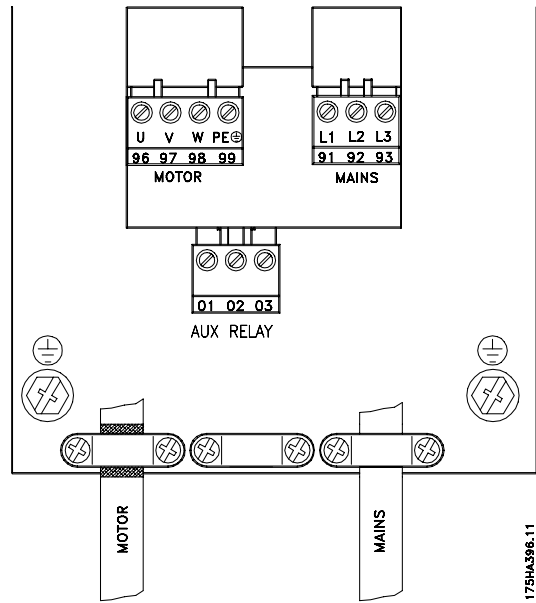 U V W PE
96 97 98 99
MOTOR
L1 L2 L3
91 92 93
MAINS
01 02 03
AUX RELAY
MOTOR
MAINS
175HA396.11